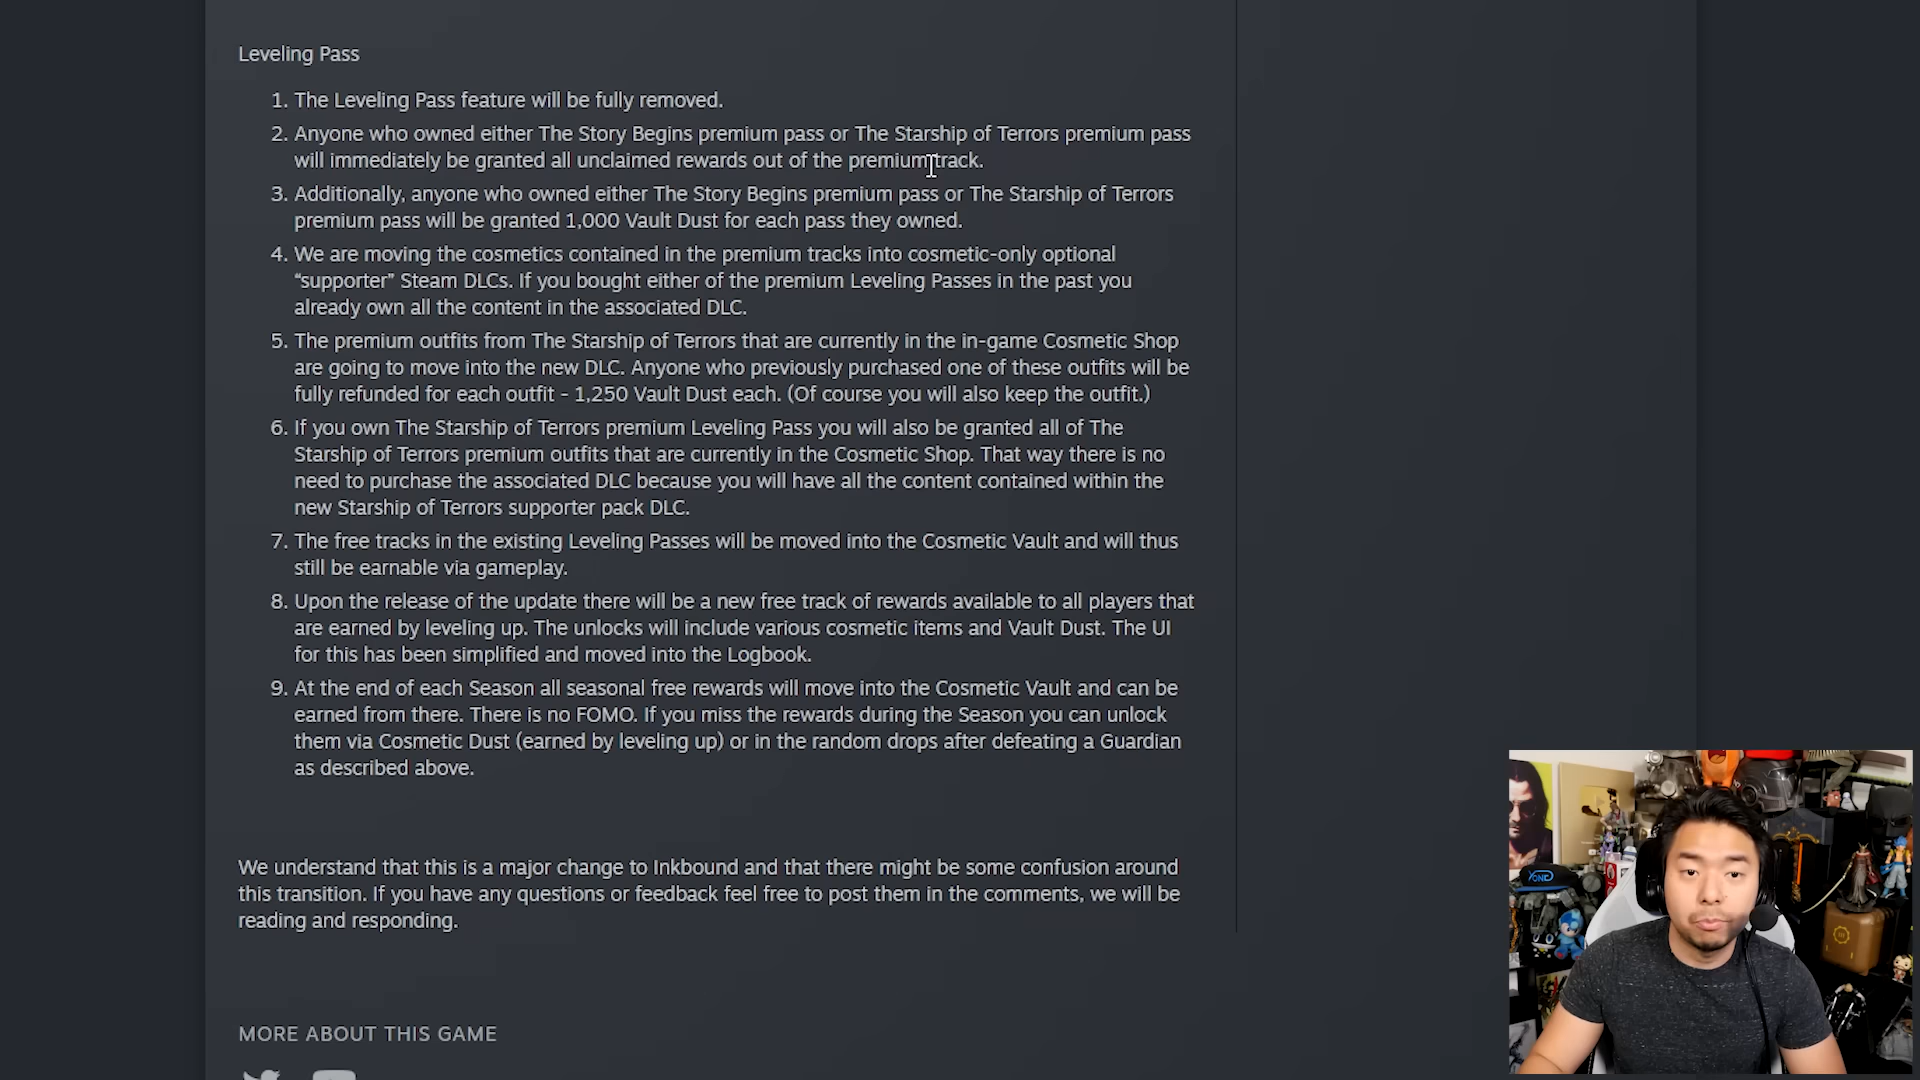 Leveling Pass
1. The Leveling Pass feature will be fully removed.
2. Anyone who owned either The Story Begins premium pass or The Starship of Terrors premium pass
will immediately be granted all unclaimed rewards out of the premium track.
3. Additionally, anyone who owned either The Story Begins premium pass or The Starship of Terrors
premium pass will be granted 1,000 Vault Dust for each pass they owned.
4. We are moving the cosmetics contained in the premium tracks into cosmetic-only optional
“supporter” Steam DLCs. If you bought either of the premium Leveling Passes in the past you
already own all the content in the associated DLC.
5. The premium outfits from The Starship of Terrors that are currently in the in-game Cosmetic Shop
are going to move into the new DLC. Anyone who previously purchased one of these outfits will be
fully refunded for each outfit - 1,250 Vault Dust each. (Of course you will also keep the outfit.)
6. If you own The Starship of Terrors premium Leveling Pass you will also be granted all of The
Starship of Terrors premium outfits that are currently in the Cosmetic Shop. That way there is no
need to purchase the associated DLC because you will have all the content contained within the
new Starship of Terrors supporter pack DLC.
7. The free tracks in the existing Leveling Passes will be moved into the Cosmetic Vault and will thus
still be earnable via gameplay.
8. Upon the release of the update there will be a new free track of rewards available to all players that
are earned by leveling up. The unlocks will include various cosmetic items and Vault Dust. The UI
for this has been simplified and moved into the Logbook.
9. At the end of each Season all seasonal free rewards will move into the Cosmetic Vault and can be
earned from there. There is no FOMO. If you miss the rewards during the Season you can unlock
them via Cosmetic Dust (earned by leveling up) or in the random drops after defeating a Guardian
as described above.
We understand that this is a major change to Inkbound and that there might be some confusion around
this transition. If you have any questions or feedback feel free to post them in the comments, we will be
reading and responding.
MORE ABOUT THIS GAME